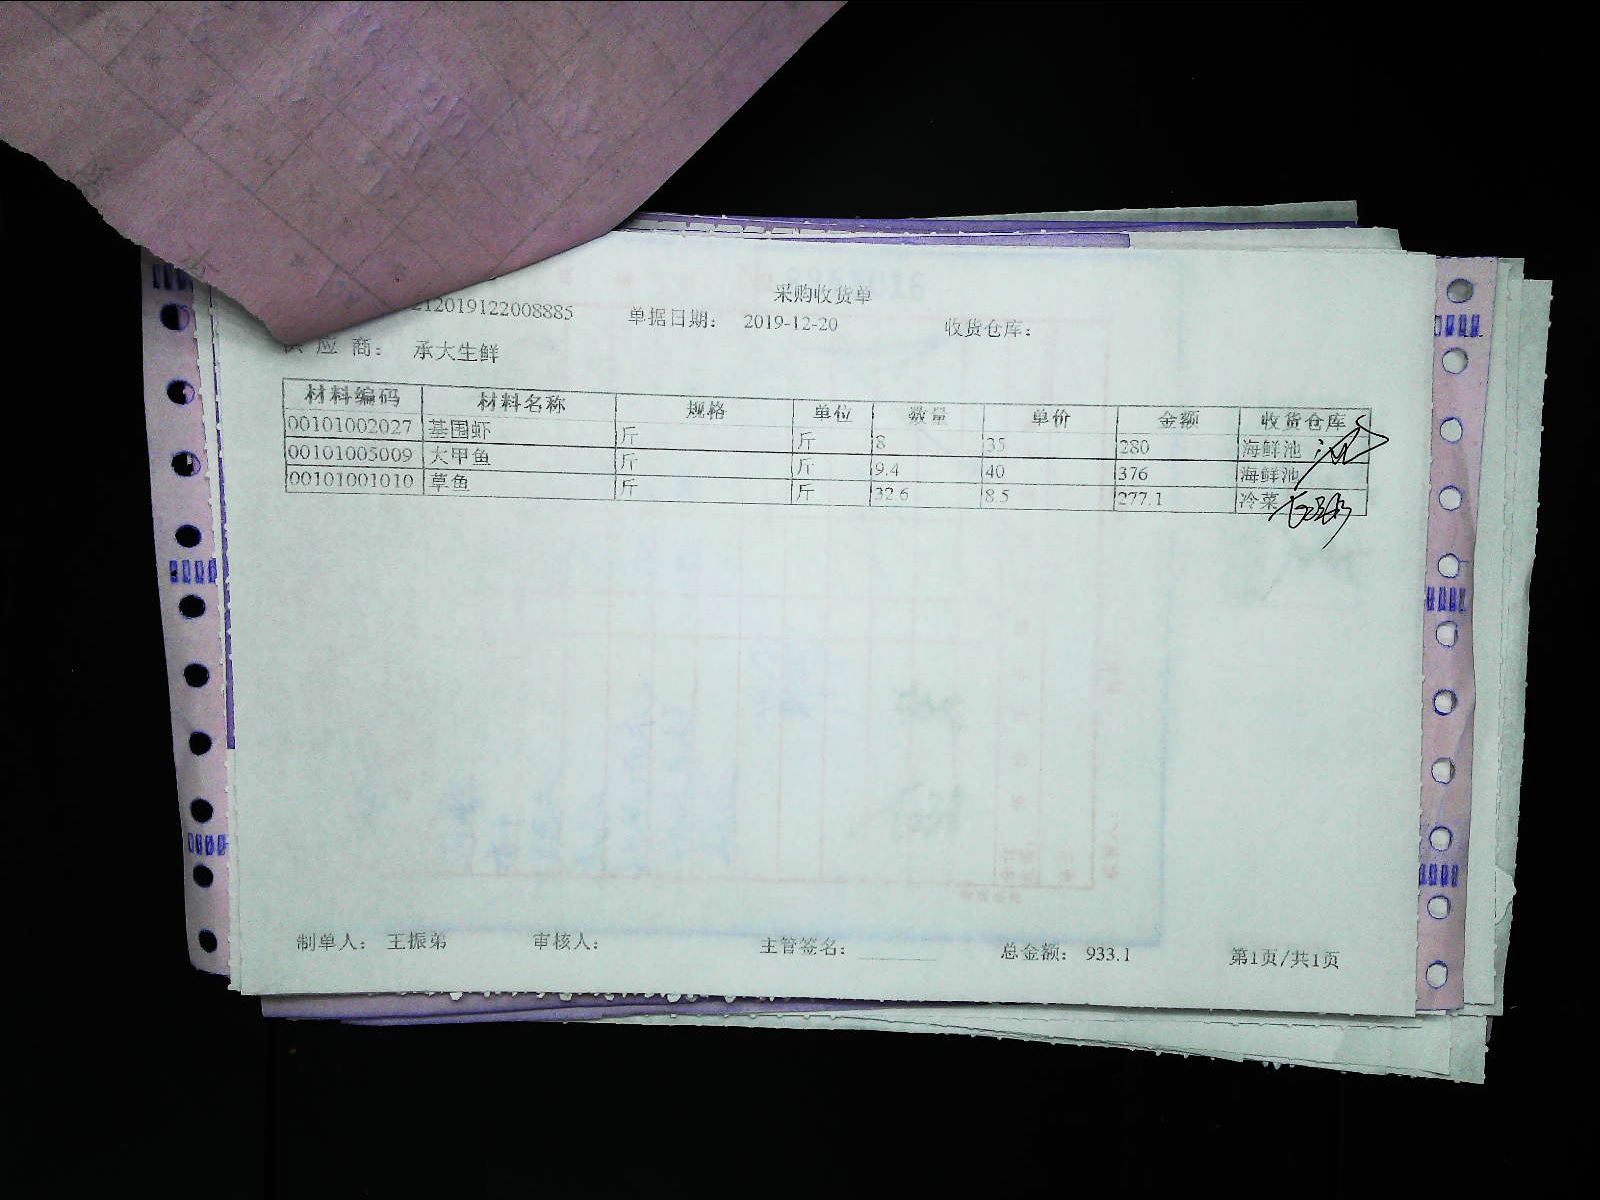 采购收货单
212019122008885 单据日期: 2019-12-20 收货仓库:
供 应 商: 承大生鲜
材料编码 材料名称 规格 单位 数量 单价 金额 收货仓库
00101002027 基围虾 斤 斤 8 35 280 海鲜池
00101005009 大甲鱼 斤 斤 9.4 40 376 海鲜池
00101001010 草鱼 斤 斤 32.6 8.5 277.1 冷菜
制单人: 王振弟 审核人: 主管签名: 总金额: 933.1 第1页/共1页